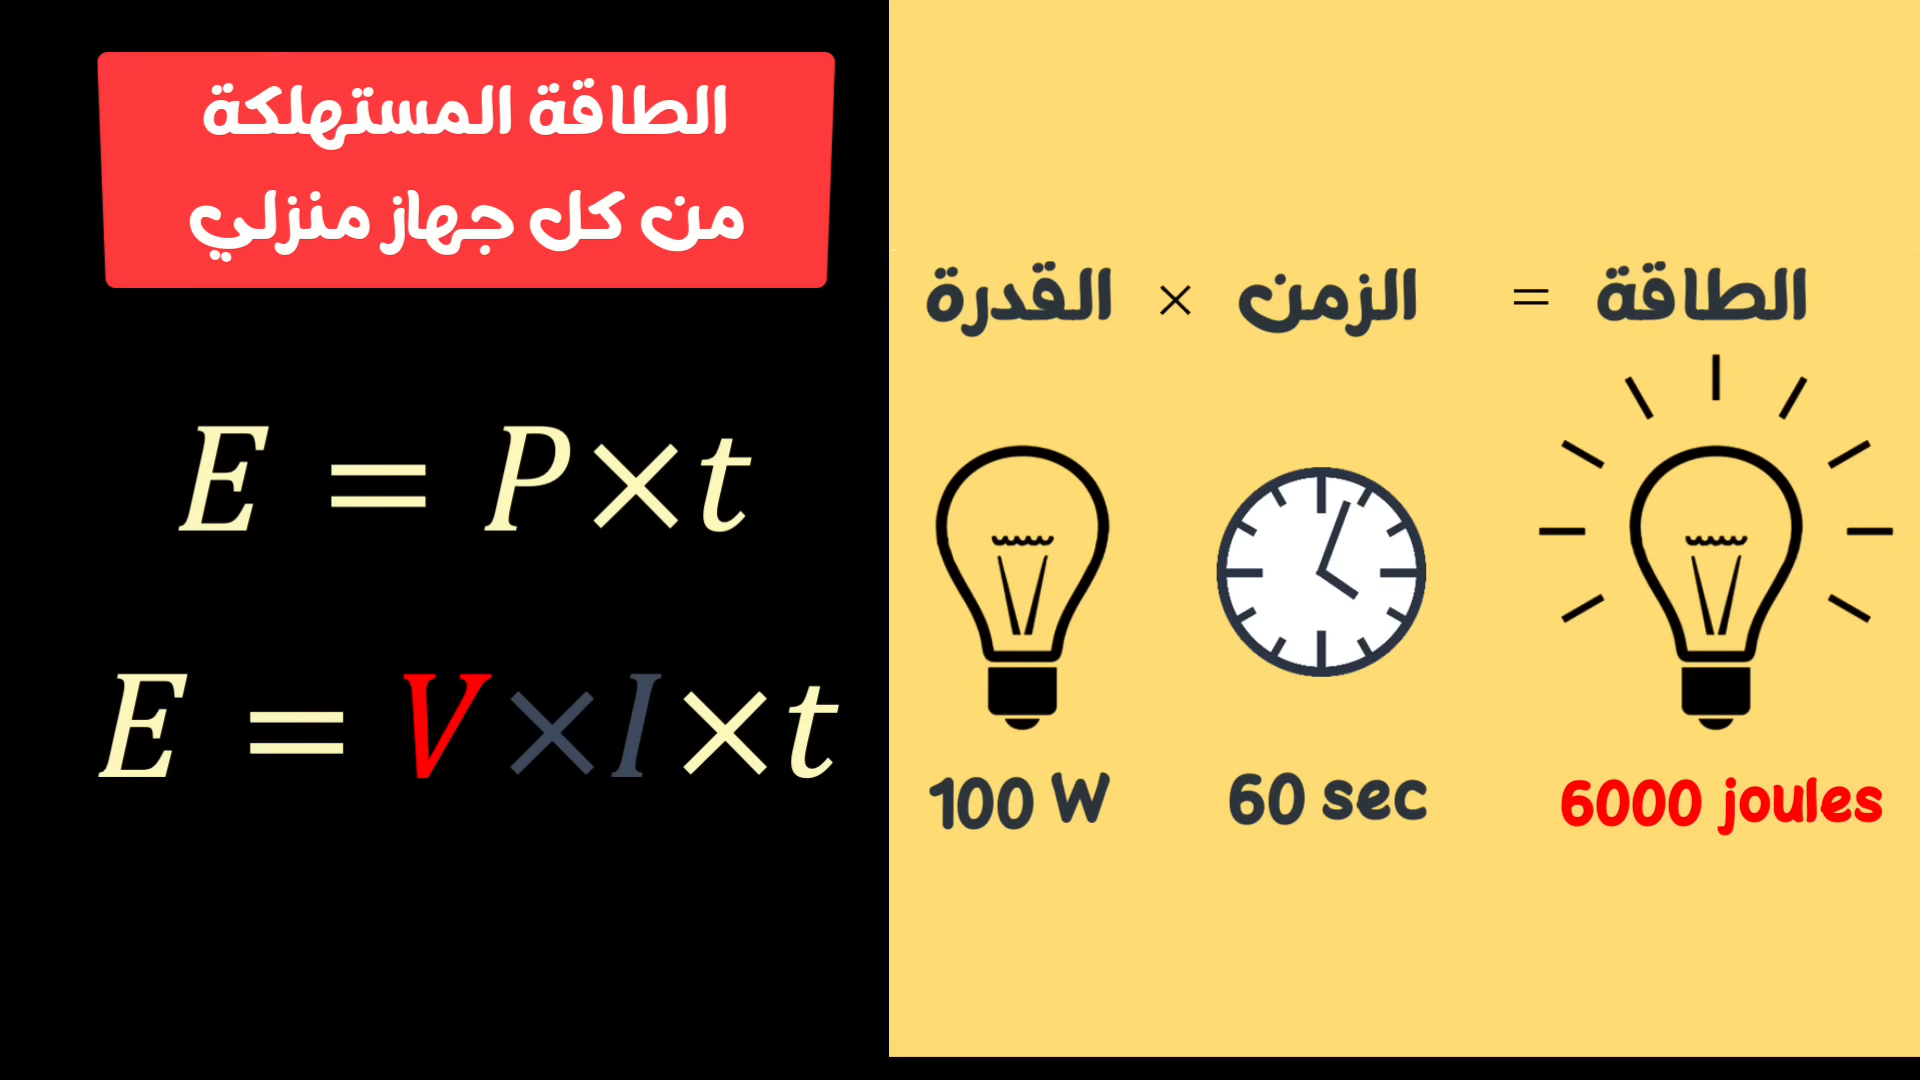 الطاقة المستهلكة
من كل جهاز منزلي
E = P×t
E = V×I×t
القدرة × الزمن = الطاقة
100 W 60 sec 6000 joules